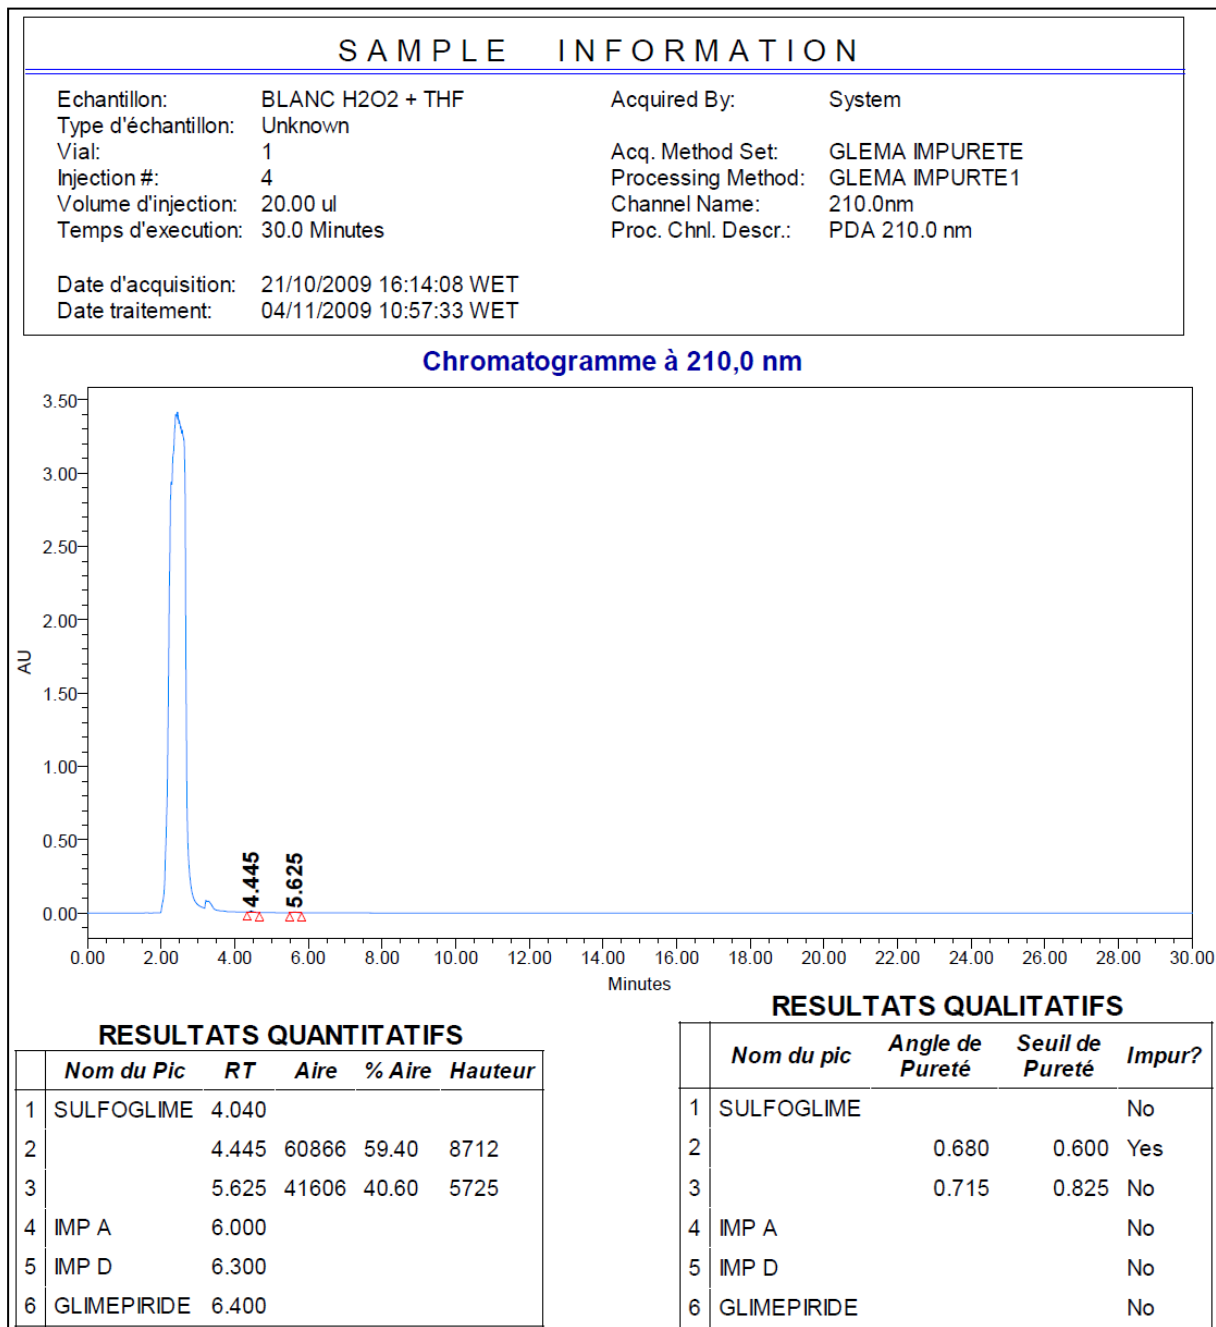 SAMPLE INFORMATION
Echantillon: BLANC H2O2 + THF Acquired By: System
Type d'échantillon: Unknown
Vial: 1 Acq. Method Set: GLEMA IMPURETE
Injection #: 4 Processing Method: GLEMA IMPURTE1
Volume d'injection: 20.00 ul Channel Name: 210.0nm
Temps d'execution: 30.0 Minutes Proc. Chnl. Descr.: PDA 210.0 nm
Date d'acquisition: 21/10/2009 16:14:08 WET
Date traitement: 04/11/2009 10:57:33 WET
Chromatogramme à 210,0 nm
3.50
3.00
2.50
2.00
AU
1.50
1.00
0.50
4.445
5.625
0.00
0.00 2.00 4.00 6.00 8.00 10.00 12.00 14.00 16.00 18.00 20.00 22.00 24.00 26.00 28.00 30.00
Minutes
RESULTATS QUANTITATIFS
Nom du Pic RT Aire % Aire Hauteur
1 SULFOGLIME 4.040
2 4.445 60866 59.40 8712
3 5.625 41606 40.60 5725
4 IMP A 6.000
5 IMP D 6.300
6 GLIMEPIRIDE 6.400
RESULTATS QUALITATIFS
Nom du pic Angle de Pureté Seuil de Pureté Impur?
1 SULFOGLIME No
2 0.680 0.600 Yes
3 0.715 0.825 No
4 IMP A No
5 IMP D No
6 GLIMEPIRIDE No